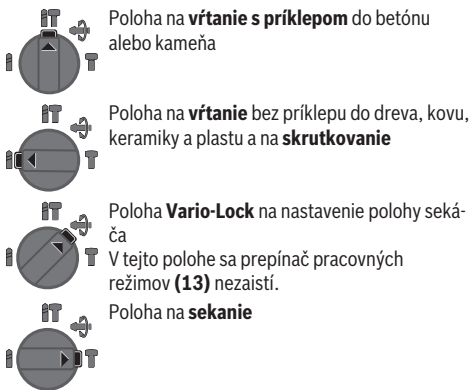 Poloha na vŕtanie s príklepom do betónu
alebo kameňa
Poloha na vŕtanie bez príklepu do dreva, kovu,
keramiky a plastu a na skrutkovanie
Poloha Vario-Lock na nastavenie polohy seká-
ča
V tejto polohe sa prepínač pracovných
režimov (13) nezaistí.
Poloha na sekanie